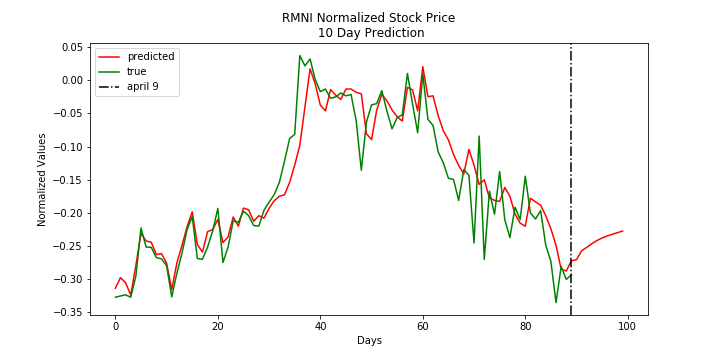 RMNI Normalized Stock Price
10 Day Prediction
predicted
true
april 9
Normalized Values
0.05
0.00
−0.05
−0.10
−0.15
−0.20
−0.25
−0.30
−0.35
0 20 40 60 80 100
Days